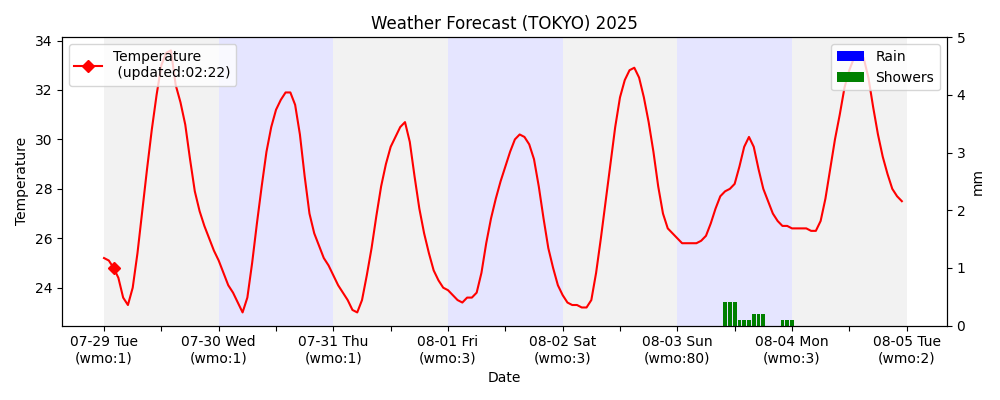 Weather Forecast (TOKYO) 2025
Temperature
(updated:02:22)
Rain
Showers
Temperature
34
32
30
28
26
24
5
4
3
2
1
0
mm
07-29 Tue
(wmo:1)
07-30 Wed
(wmo:1)
07-31 Thu
(wmo:1)
08-01 Fri
(wmo:3)
08-02 Sat
(wmo:3)
08-03 Sun
(wmo:80)
08-04 Mon
(wmo:3)
08-05 Tue
(wmo:2)
Date